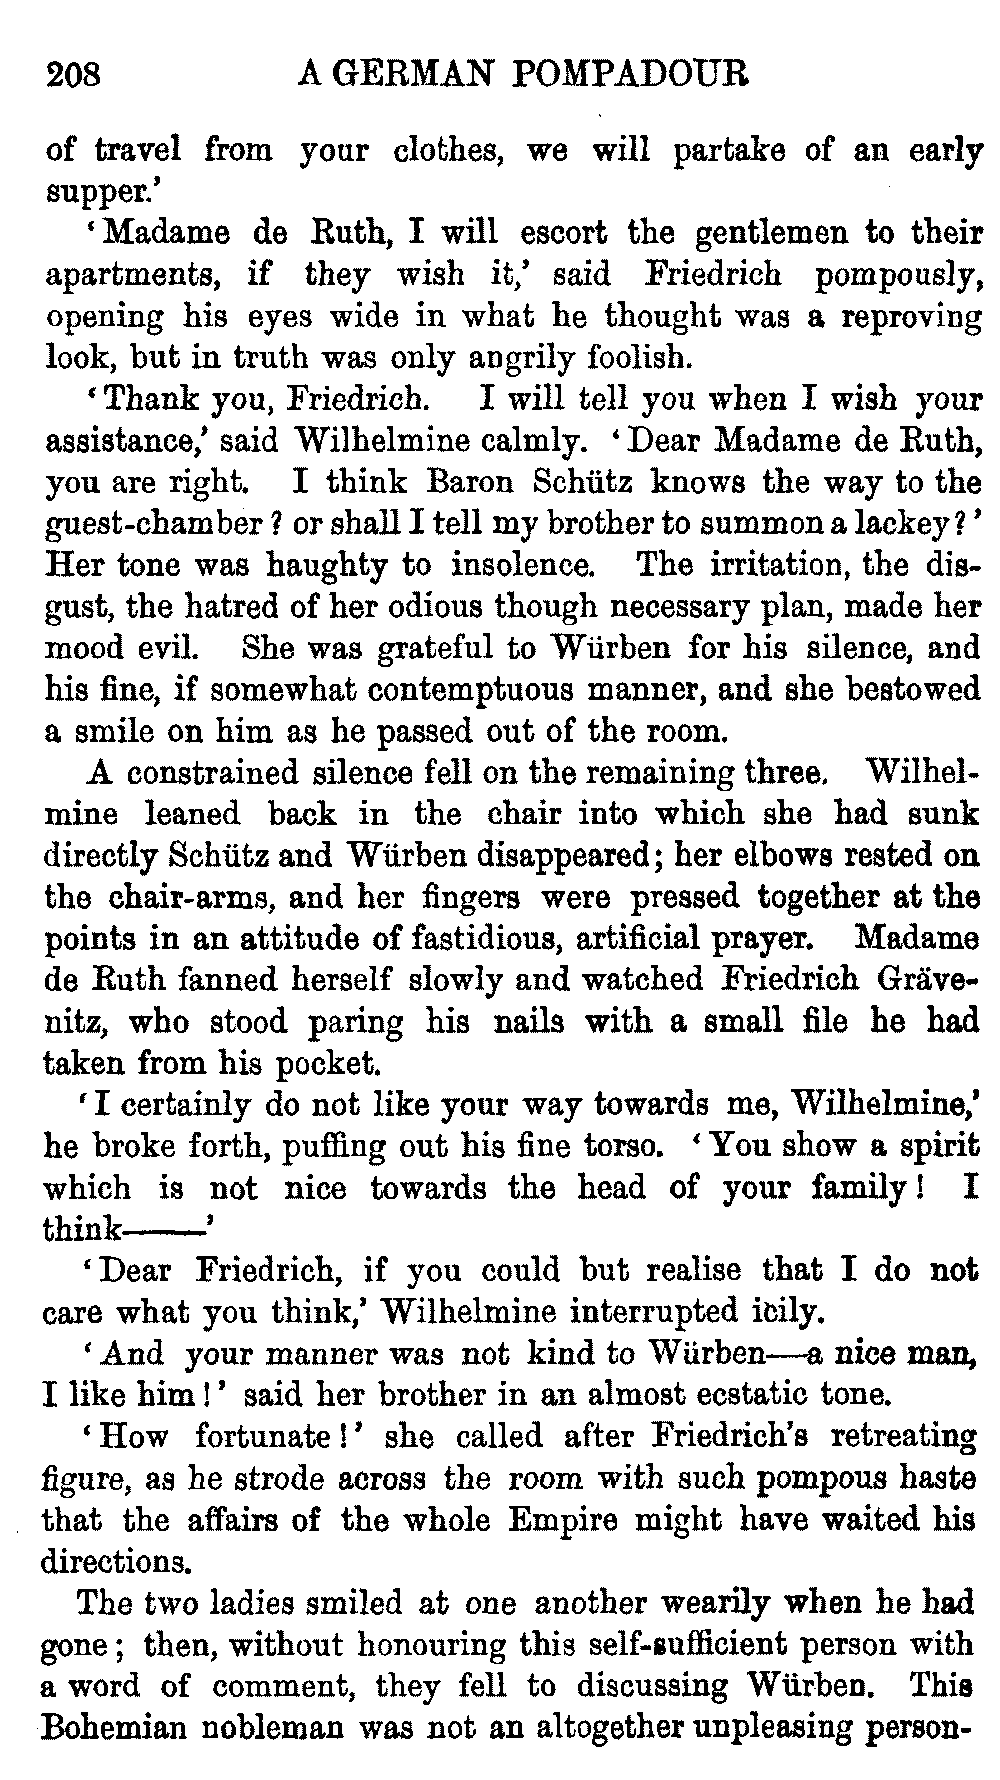 208 A GERMAN POMPADOUR
of travel from your clothes, we will partake of an early
supper.’
‘Madame de Ruth, I will escort the gentlemen to their
apartments, if they wish it,’ said Friedrich pompously,
opening his eyes wide in what he thought was a reproving
look, but in truth was only angrily foolish.
‘Thank you, Friedrich. I will tell you when I wish your
assistance,’ said Wilhelmine calmly. ‘Dear Madame de Ruth,
you are right. I think Baron Schütz knows the way to the
guest-chamber? or shall I tell my brother to summon a lackey?’
Her tone was haughty to insolence. The irritation, the dis-
gust, the hatred of her odious though necessary plan, made her
mood evil. She was grateful to Würben for his silence, and
his fine, if somewhat contemptuous manner, and she bestowed
a smile on him as he passed out of the room.
A constrained silence fell on the remaining three. Wilhel-
mine leaned back in the chair into which she had sunk
directly Schütz and Würben disappeared; her elbows rested on
the chair-arms, and her fingers were pressed together at the
points in an attitude of fastidious, artificial prayer. Madame
de Ruth fanned herself slowly and watched Friedrich Gräve-
nitz, who stood paring his nails with a small file he had
taken from his pocket.
‘I certainly do not like your way towards me, Wilhelmine,’
he broke forth, puffing out his fine torso. ‘You show a spirit
which is not nice towards the head of your family! I
think——’
‘Dear Friedrich, if you could but realise that I do not
care what you think,’ Wilhelmine interrupted icily.
‘And your manner was not kind to Würben—a nice man,
I like him!’ said her brother in an almost ecstatic tone.
‘How fortunate!’ she called after Friedrich’s retreating
figure, as he strode across the room with such pompous haste
that the affairs of the whole Empire might have waited his
directions.
The two ladies smiled at one another wearily when he had
gone; then, without honouring this self-sufficient person with
a word of comment, they fell to discussing Würben. This
Bohemian nobleman was not an altogether unpleasing person-